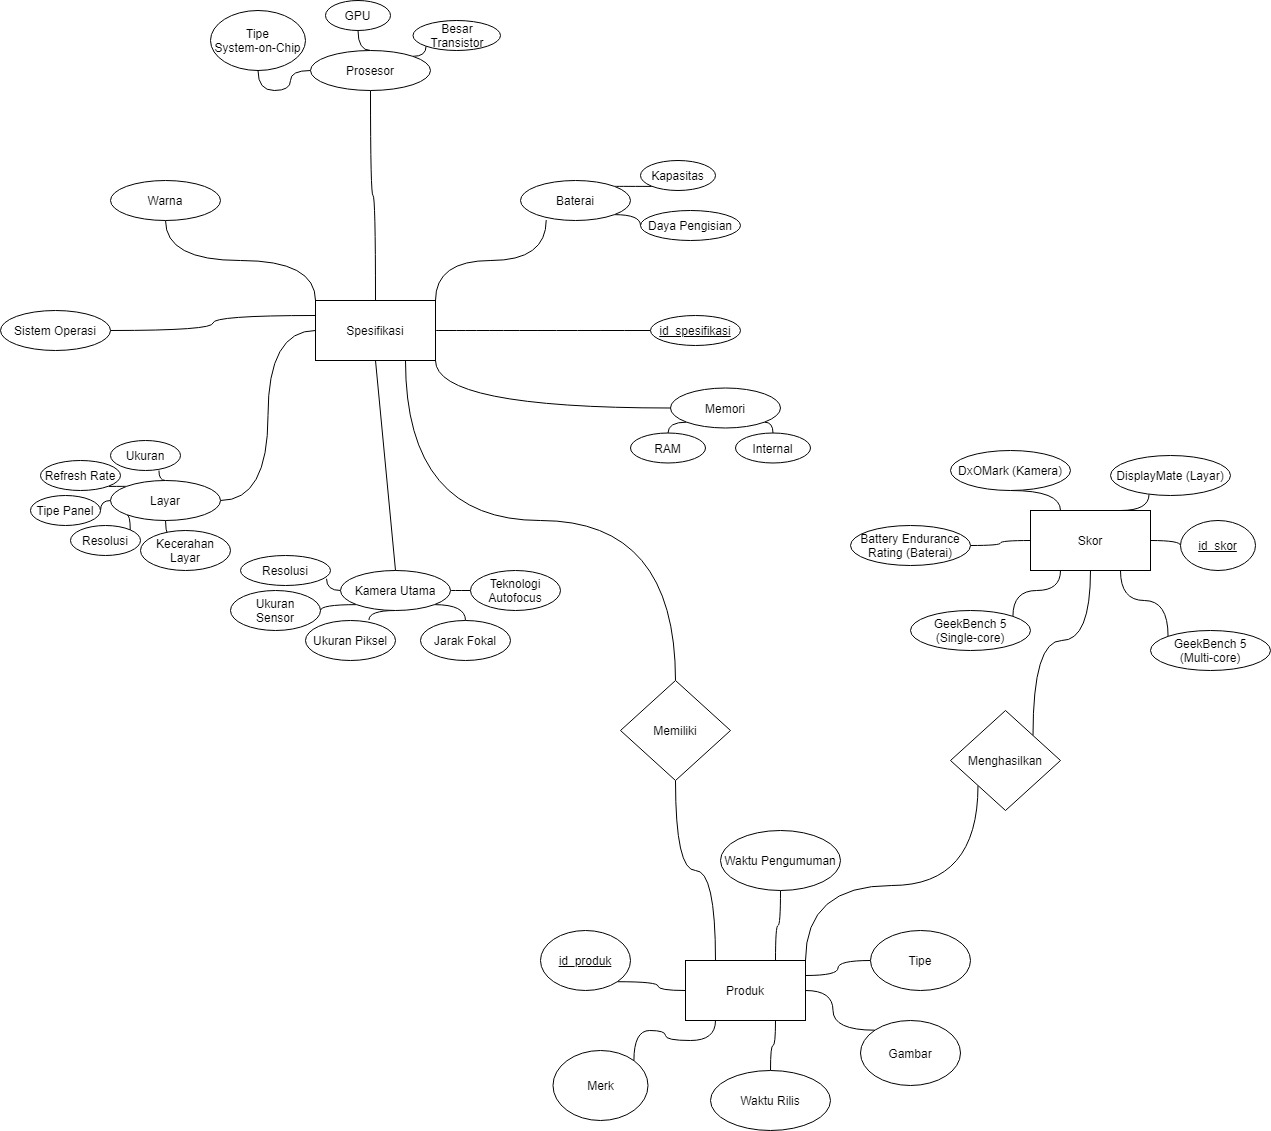 GPU
Besar
Transistor
Tipe
System-on-Chip
Prosesor
Kapasitas
Warna
Baterai
Daya Pengisian
Sistem Operasi
Spesifikasi
id_spesifikasi
Memori
RAM
Internal
Ukuran
Refresh Rate
Layar
Tipe Panel
Resolusi
Kecerahan
Layar
DxOMark (Kamera)
DisplayMate (Layar)
Battery Endurance
Rating (Baterai)
Skor
id_skor
Resolusi
Kamera Utama
Teknologi
Autofocus
Ukuran
Sensor
Ukuran Piksel
Jarak Fokal
GeekBench 5
(Single-core)
GeekBench 5
(Multi-core)
Memiliki
Menghasilkan
Waktu Pengumuman
id_produk
Tipe
Produk
Gambar
Merk
Waktu Rilis